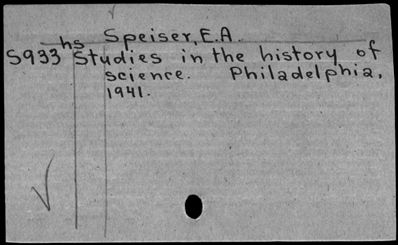 hs Speiser, E.A.
S933 Studies in the history of
science. Philadelphia,
1941.